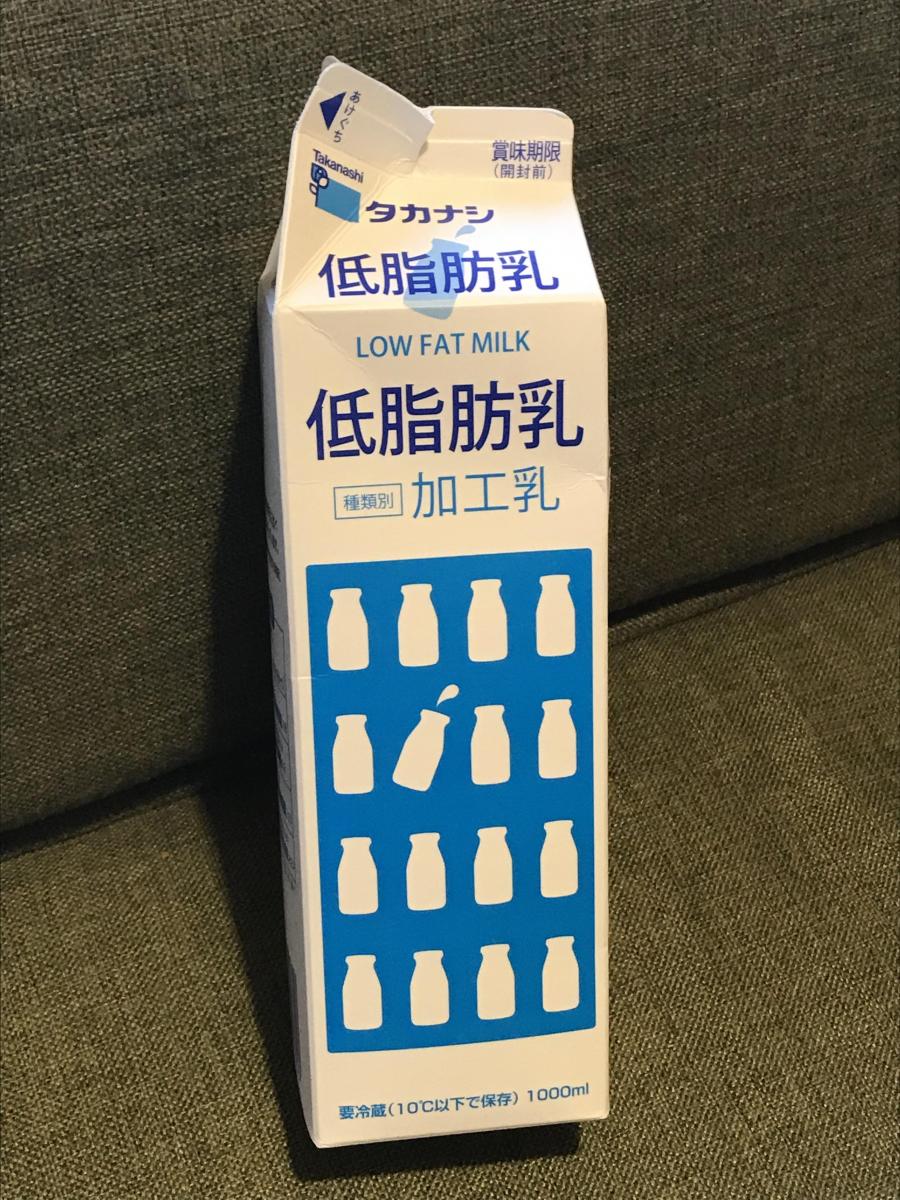 あけぐち
Takanashi
賞味期限
(開封前)
タカナシ
低脂肪乳
LOW FAT MILK
低脂肪乳
種類別 加工乳
要冷蔵(10℃以下で保存) 1000ml